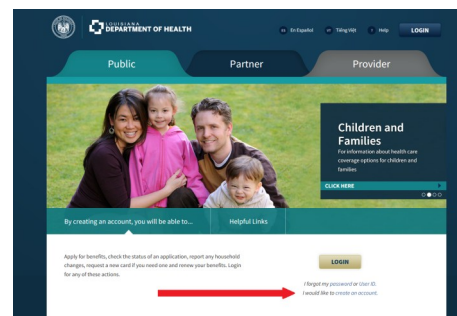 LOUISIANA
DEPARTMENT OF HEALTH
ES En Español
VI Tiếng Việt
? Help
LOGIN
Public
Partner
Provider
Children and
Families
For information about health care
coverage options for children and
families
CLICK HERE
By creating an account, you will be able to...
Helpful Links
Apply for benefits, check the status of an application, report any household
changes, request a new card if you need one and renew your benefits. Login
for any of these actions.
LOGIN
I forgot my password or User ID.
I would like to create an account.